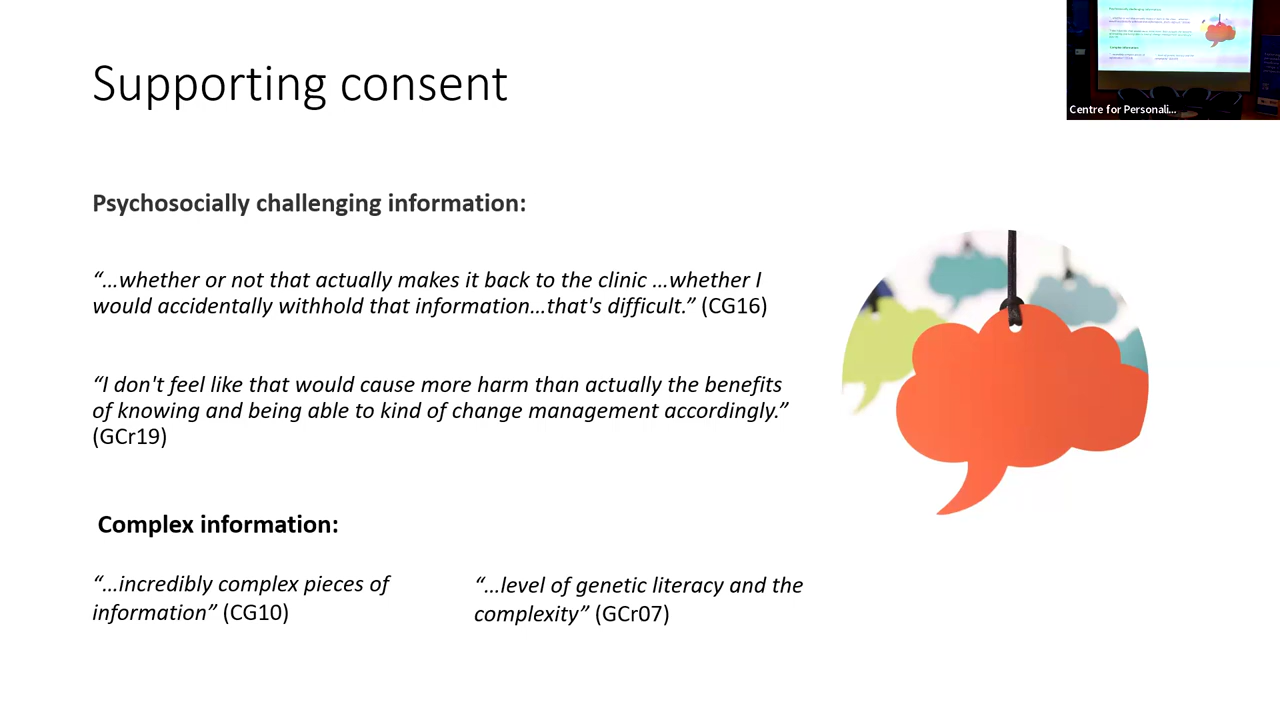 Supporting consent
Centre for Personali...
Psychosocially challenging information:
“…whether or not that actually makes it back to the clinic …whether I
would accidentally withhold that information…that's difficult.” (CG16)
“I don't feel like that would cause more harm than actually the benefits
of knowing and being able to kind of change management accordingly.”
(GCr19)
Complex information:
“…incredibly complex pieces of
information” (CG10)
“…level of genetic literacy and the
complexity” (GCr07)